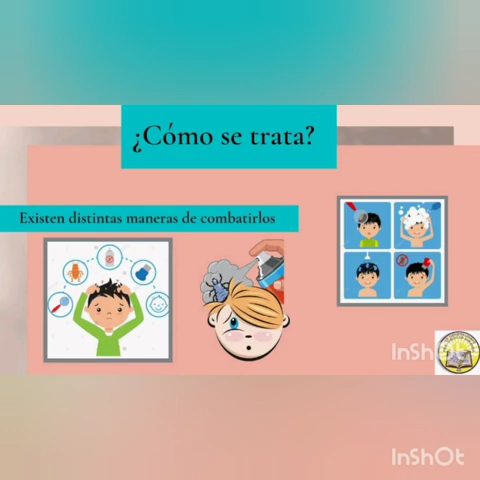 ¿Cómo se trata?
Existen distintas maneras de combatirlos
InShOt
InShOt